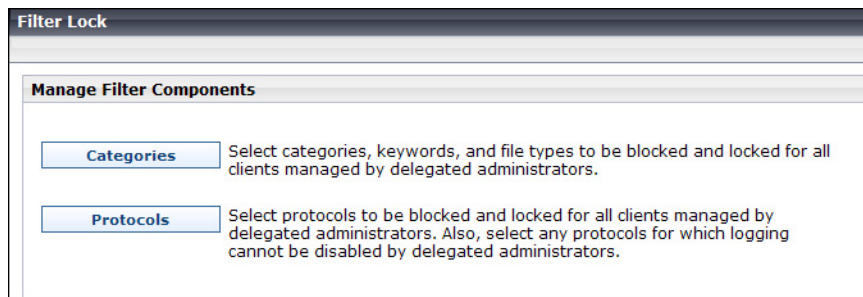 Filter Lock
Manage Filter Components
Categories
Select categories, keywords, and file types to be blocked and locked for all
clients managed by delegated administrators.
Protocols
Select protocols to be blocked and locked for all clients managed by
delegated administrators. Also, select any protocols for which logging
cannot be disabled by delegated administrators.